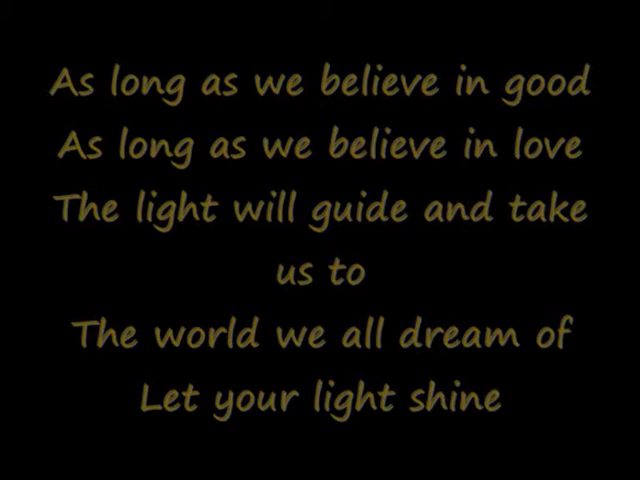 As long as we believe in good
As long as we believe in love
The light will guide and take
us to
The world we all dream of
Let your light shine